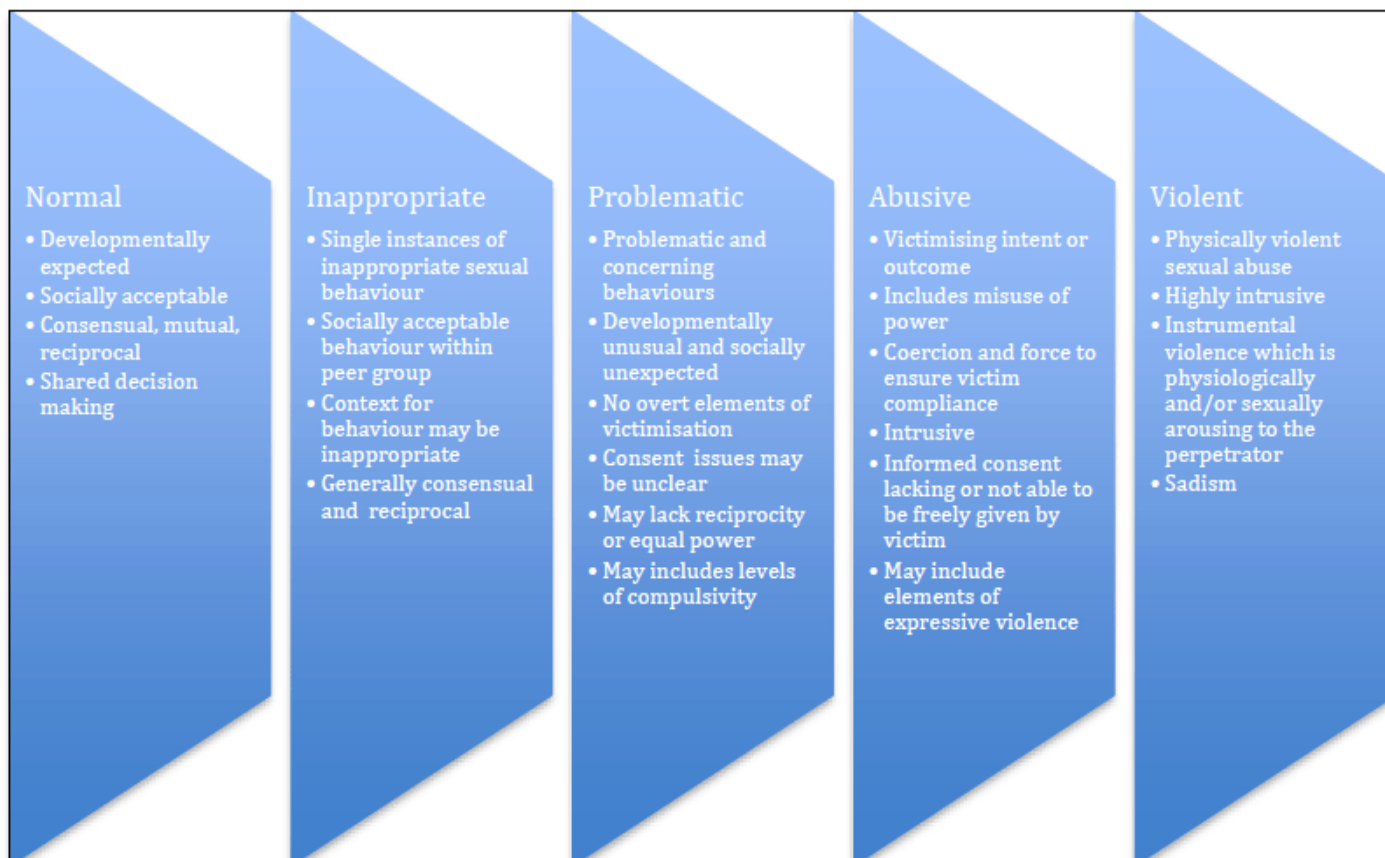 Normal
• Developmentally
expected
• Socially acceptable
• Consensual, mutual,
reciprocal
• Shared decision
making
Inappropriate
• Single instances of
inappropriate sexual
behaviour
• Socially acceptable
behaviour within
peer group
• Context for
behaviour may be
inappropriate
• Generally consensual
and reciprocal
Problematic
• Problematic and
concerning
behaviours
• Developmentally
unusual and socially
unexpected
• No overt elements of
victimisation
• Consent issues may
be unclear
• May lack reciprocity
or equal power
• May includes levels
of compulsivity
Abusive
• Victimising intent or
outcome
• Includes misuse of
power
• Coercion and force to
ensure victim
compliance
• Intrusive
• Informed consent
lacking or not able to
be freely given by
victim
• May include
elements of
expressive violence
Violent
• Physically violent
sexual abuse
• Highly intrusive
• Instrumental
violence which is
physiologically
and/or sexually
arousing to the
perpetrator
• Sadism